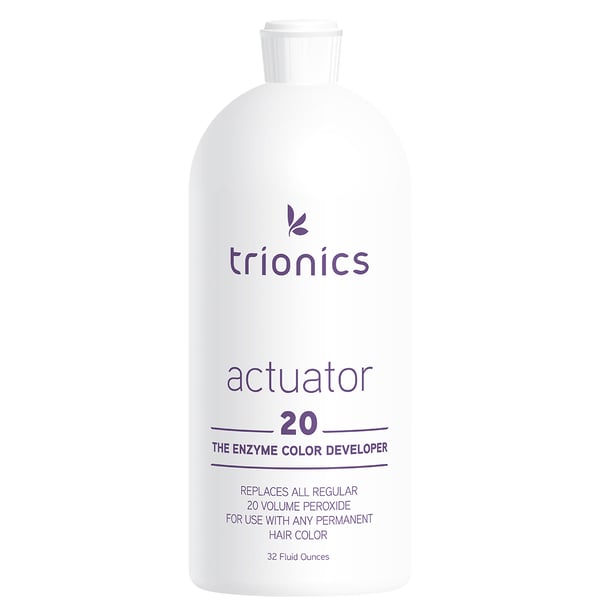 trionics
actuator
20
THE ENZYME COLOR DEVELOPER
REPLACES ALL REGULAR
20 VOLUME PEROXIDE
FOR USE WITH ANY PERMANENT
HAIR COLOR
32 Fluid Ounces